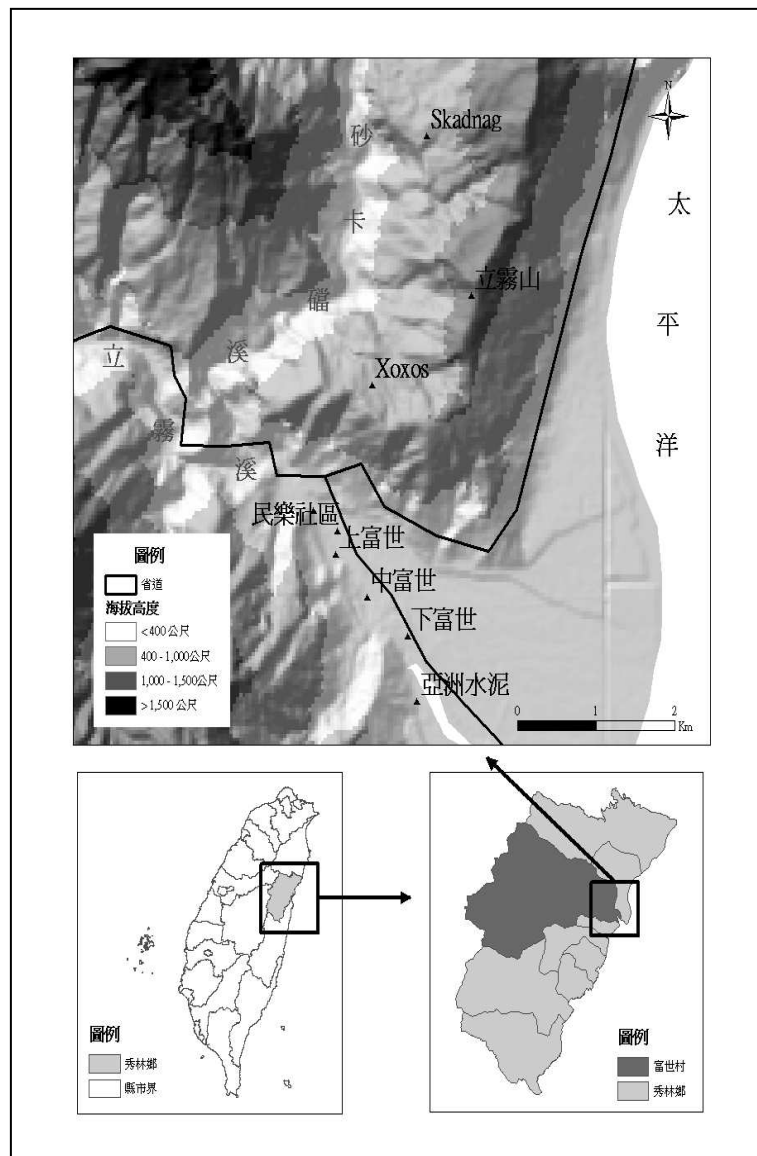 N
Skadnag
砂卡礑溪
太平洋
立霧山
Xoxos
立霧溪
民樂社區
上富世
中富世
下富世
亞洲水泥
圖例
省道
海拔高度
<400公尺
400 - 1,000公尺
1,000 - 1,500公尺
>1,500 公尺
0 1 2
Km
圖例
秀林鄉
縣市界
圖例
富世村
秀林鄉